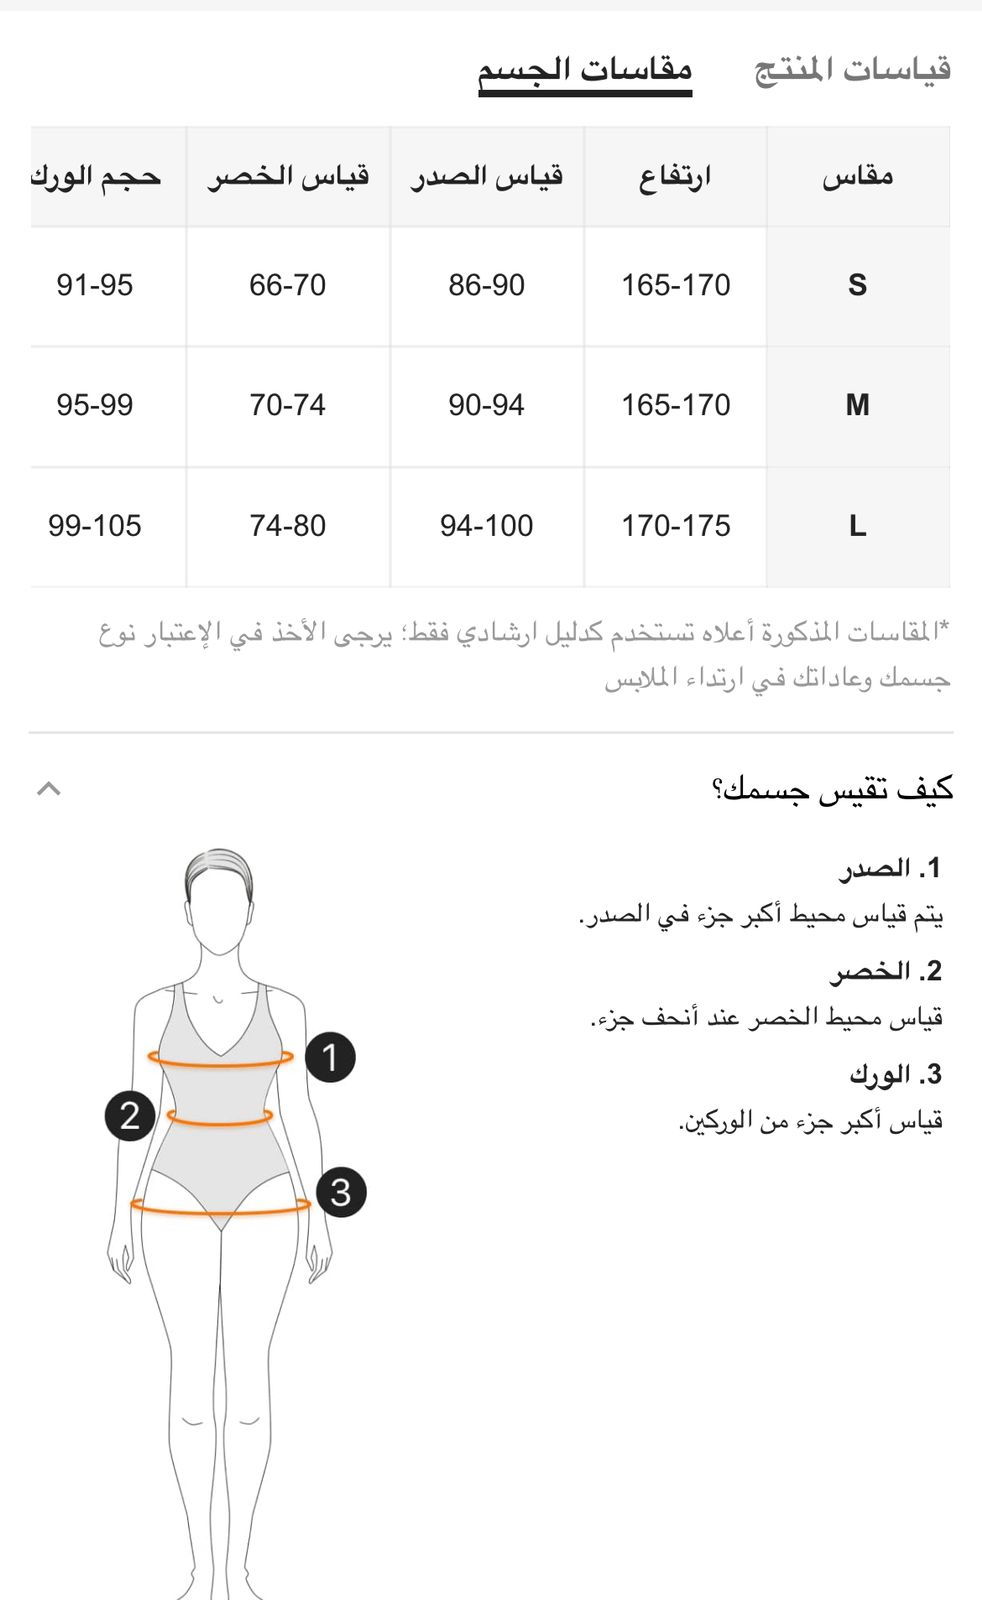 قياسات المنتج مقاسات الجسم
مقاس ارتفاع قياس الصدر قياس الخصر حجم الورك
S 165-170 86-90 66-70 91-95
M 165-170 90-94 70-74 95-99
L 170-175 94-100 74-80 99-105
*المقاسات المذكورة أعلاه تستخدم كدليل ارشادي فقط؛ يرجى الأخذ في الإعتبار نوع
جسمك وعاداتك في ارتداء الملابس
كيف تقيس جسمك؟
1. الصدر
يتم قياس محيط أكبر جزء في الصدر.
2. الخصر
قياس محيط الخصر عند أنحف جزء.
3. الورك
قياس أكبر جزء من الوركين.
1
2
3